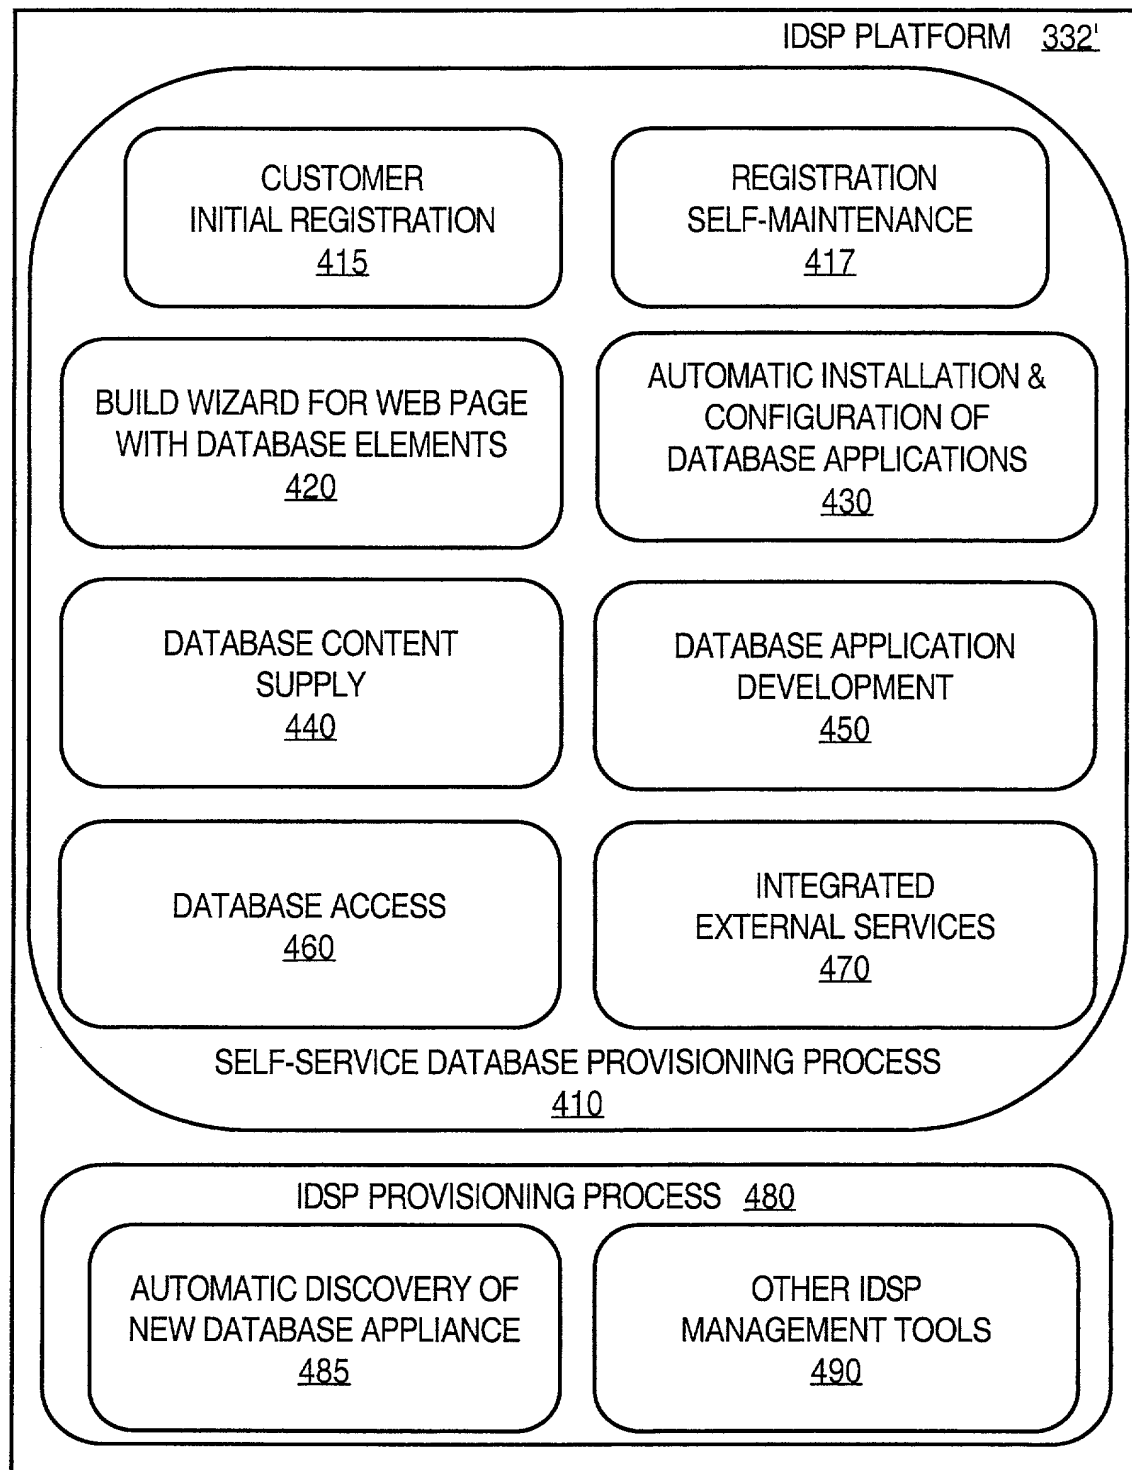 IDSP PLATFORM 332'
CUSTOMER
INITIAL REGISTRATION
415
REGISTRATION
SELF-MAINTENANCE
417
BUILD WIZARD FOR WEB PAGE
WITH DATABASE ELEMENTS
420
AUTOMATIC INSTALLATION &
CONFIGURATION OF
DATABASE APPLICATIONS
430
DATABASE CONTENT
SUPPLY
440
DATABASE APPLICATION
DEVELOPMENT
450
DATABASE ACCESS
460
INTEGRATED
EXTERNAL SERVICES
470
SELF-SERVICE DATABASE PROVISIONING PROCESS
410
IDSP PROVISIONING PROCESS 480
AUTOMATIC DISCOVERY OF
NEW DATABASE APPLIANCE
485
OTHER IDSP
MANAGEMENT TOOLS
490